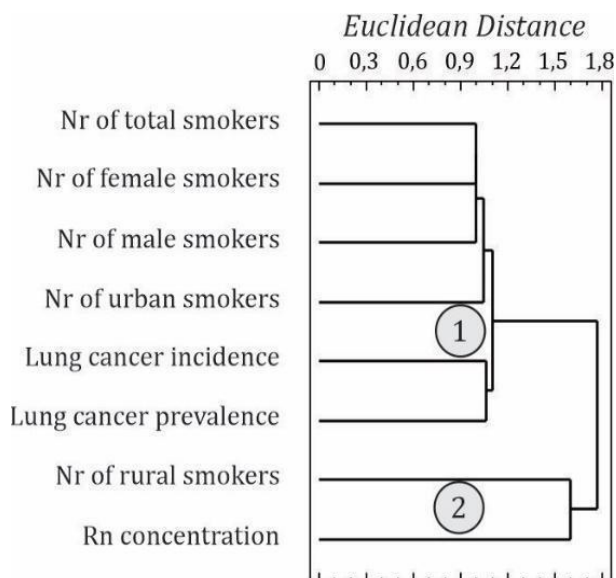 Euclidean Distance
0 0,3 0,6 0,9 1,2 1,5 1,8
Nr of total smokers
Nr of female smokers
Nr of male smokers
Nr of urban smokers
1
Lung cancer incidence
Lung cancer prevalence
Nr of rural smokers
2
Rn concentration